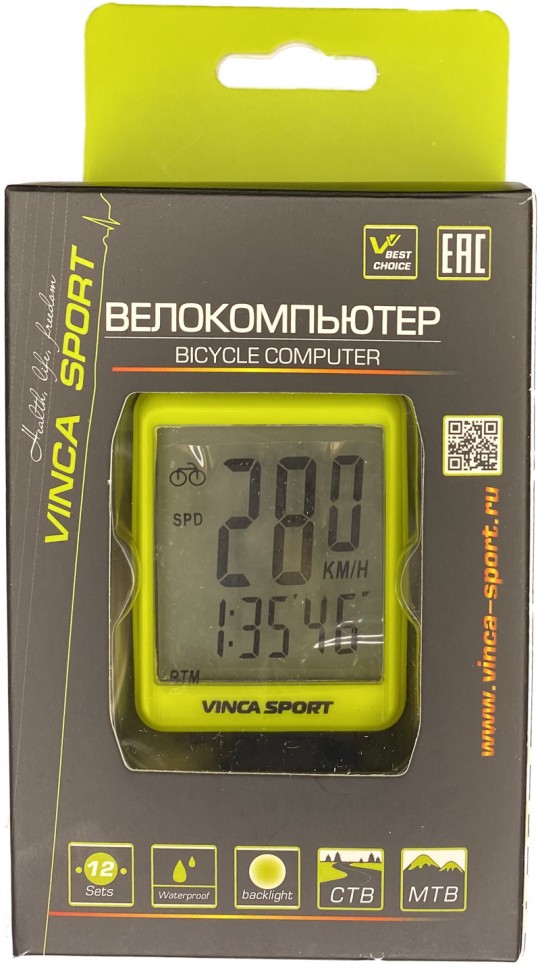 VINCA SPORT
Health, life, freedom
BEST
CHOICE
EAC
ВЕЛОКОМПЬЮТЕР
BICYCLE COMPUTER
SPD
280
KM/H
1:35'46"
RTM
VINCA SPORT
www.vinca-sport.ru
12
Sets
Waterproof
backlight
CTB
MTB